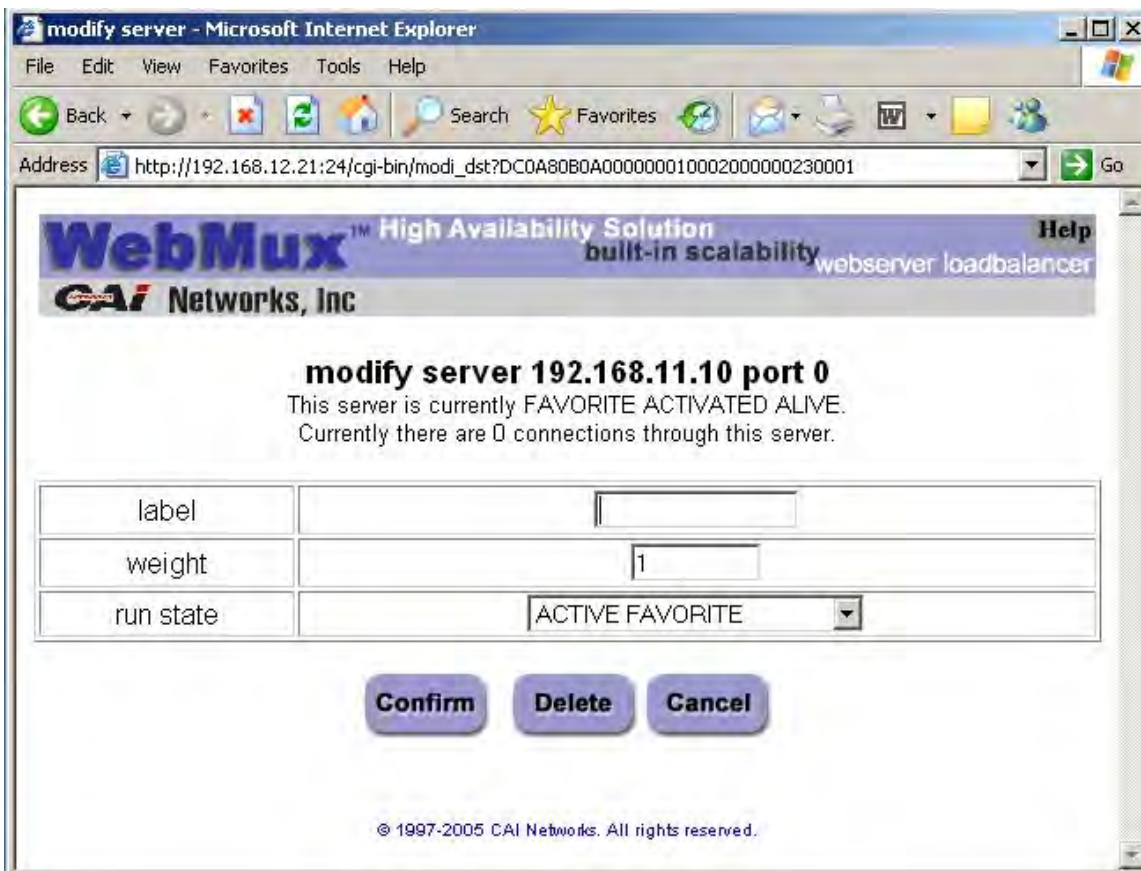 modify server - Microsoft Internet Explorer
File Edit View Favorites Tools Help
Back Search Favorites
Address http://192.168.12.21:24/cgi-bin/modi_dst?DC0A80B0A0000000100020000000230001 Go
WebMux™ High Availability Solution Help
built-in scalability
webserver loadbalancer
CAI Networks, Inc
modify server 192.168.11.10 port 0
This server is currently FAVORITE ACTIVATED ALIVE.
Currently there are 0 connections through this server.
label
weight 1
run state ACTIVE FAVORITE
Confirm Delete Cancel
© 1997-2005 CAI Networks. All rights reserved.